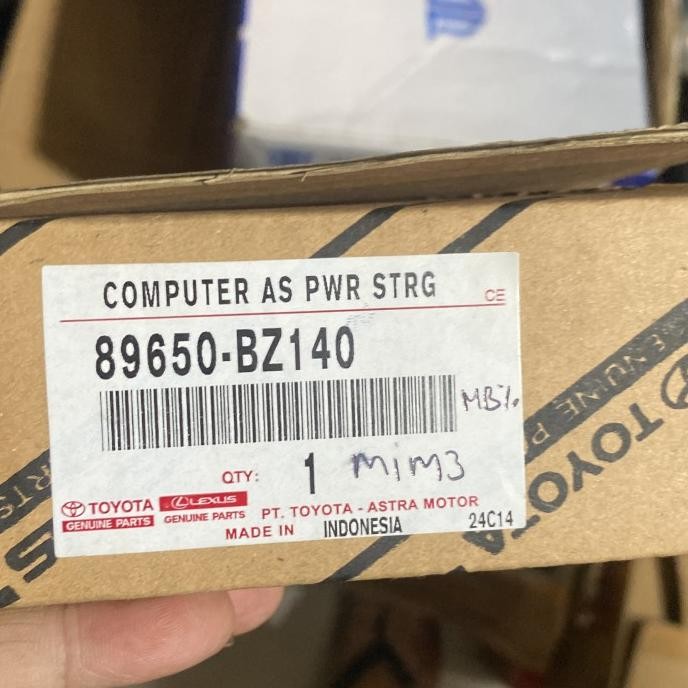 COMPUTER AS PWR STRG
CE
89650-BZ140
QTY: 1 MiM3
TOYOTA LEXUS
GENUINE PARTS GENUINE PARTS
PT. TOYOTA - ASTRA MOTOR
MADE IN INDONESIA 24C14
TOYOTA
GENUINE